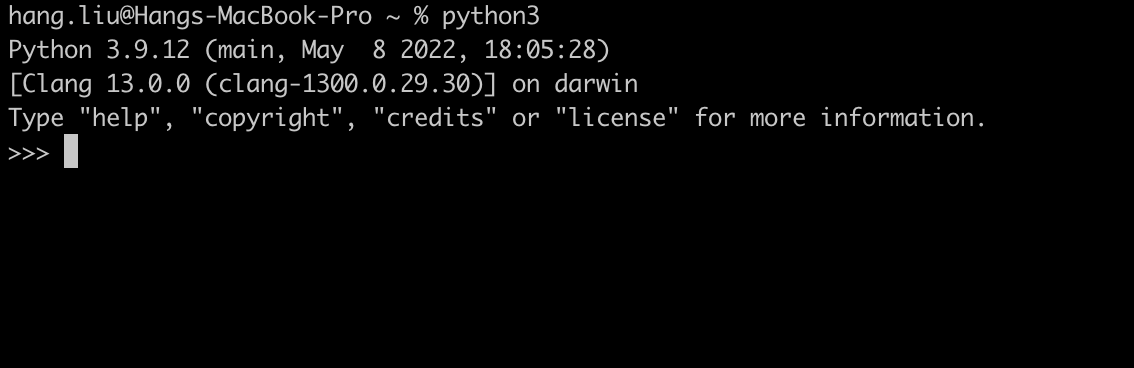 hang.liu@Hangs-MacBook-Pro ~ % python3
Python 3.9.12 (main, May  8 2022, 18:05:28)
[Clang 13.0.0 (clang-1300.0.29.30)] on darwin
Type "help", "copyright", "credits" or "license" for more information.
>>>